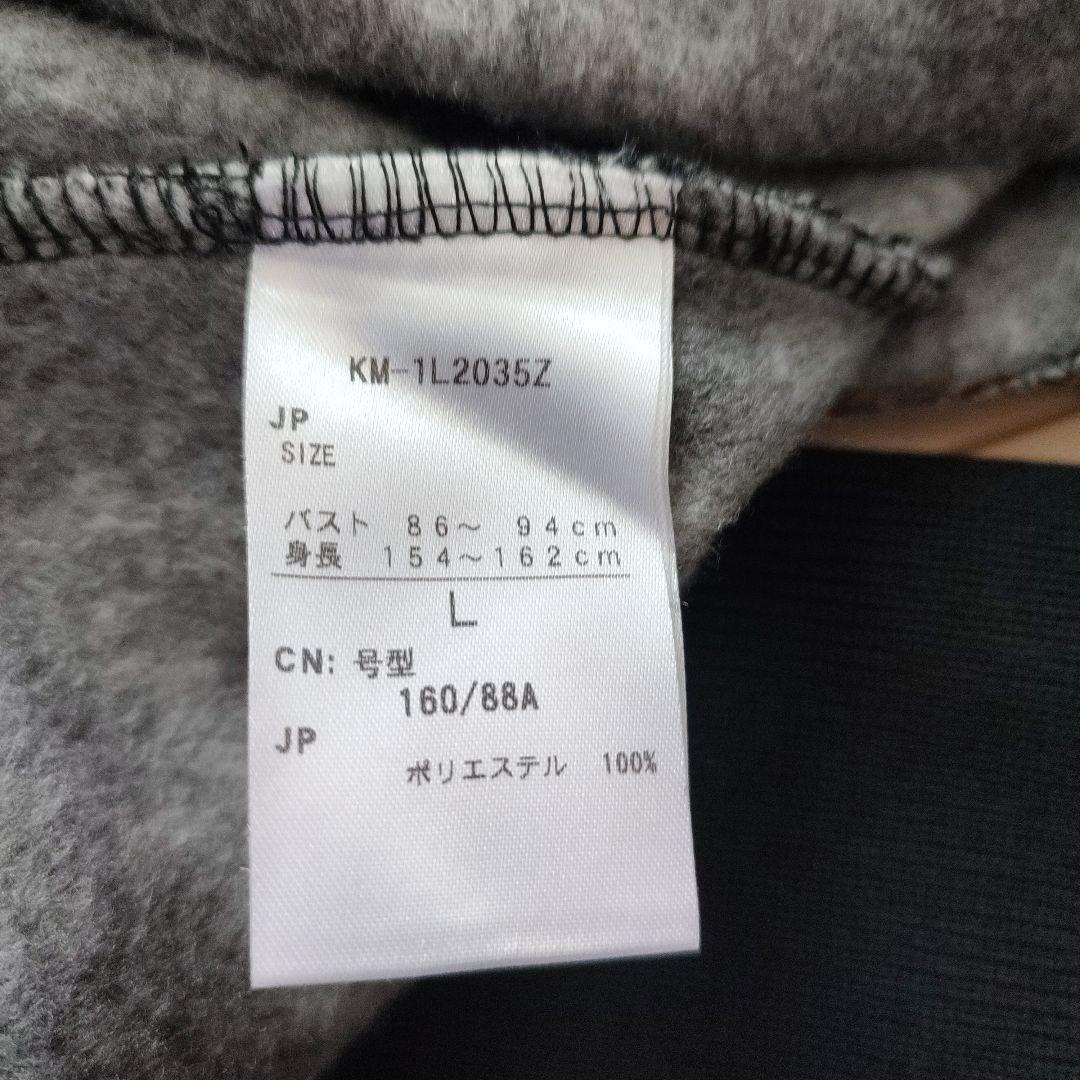 KM-1L2035Z
JP
SIZE
バスト 86～ 94cm
身長 154～162cm
L
CN: 号型
160/88A
JP
ポリエステル 100%